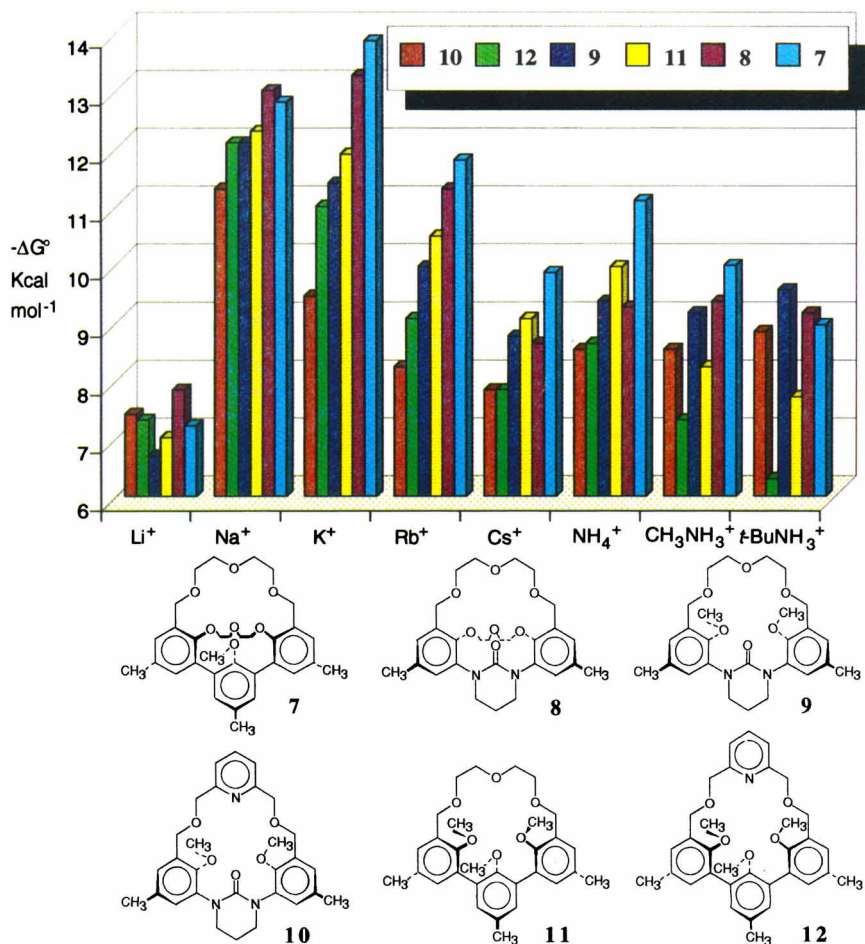 14
10 12 9 11 8 7
13
12
11
-ΔG°
10
Kcal
mol⁻¹
9
8
7
6
Li⁺ Na⁺ K⁺ Rb⁺ Cs⁺ NH₄⁺ CH₃NH₃⁺ t-BuNH₃⁺
O O O
O O O
CH₃ O
CH₃ CH₃
CH₃
7
O O O
O O O
O
CH₃ N N CH₃
8
O O O
CH₃ CH₃
O O
O
CH₃ N N CH₃
9
N
O O
CH₃ CH₃
O O
O
CH₃ N N CH₃
10
O O O
CH₃ CH₃
O O
O
CH₃ CH₃ CH₃
CH₃
11
N
O O
CH₃ CH₃
O O
O
CH₃ CH₃ CH₃
CH₃
12